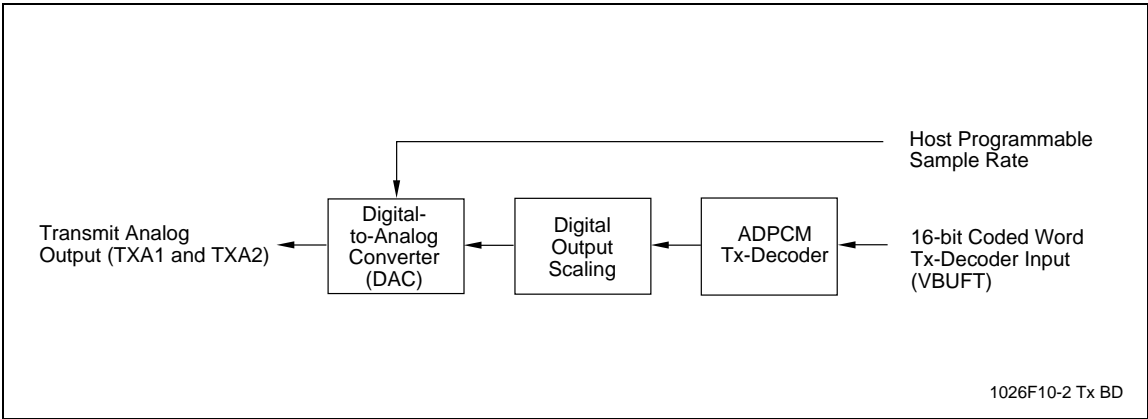 Host Programmable
Sample Rate
Transmit Analog
Output (TXA1 and TXA2)
Digital-
to-Analog
Converter
(DAC)
Digital
Output
Scaling
ADPCM
Tx-Decoder
16-bit Coded Word
Tx-Decoder Input
(VBUFT)
1026F10-2 Tx BD